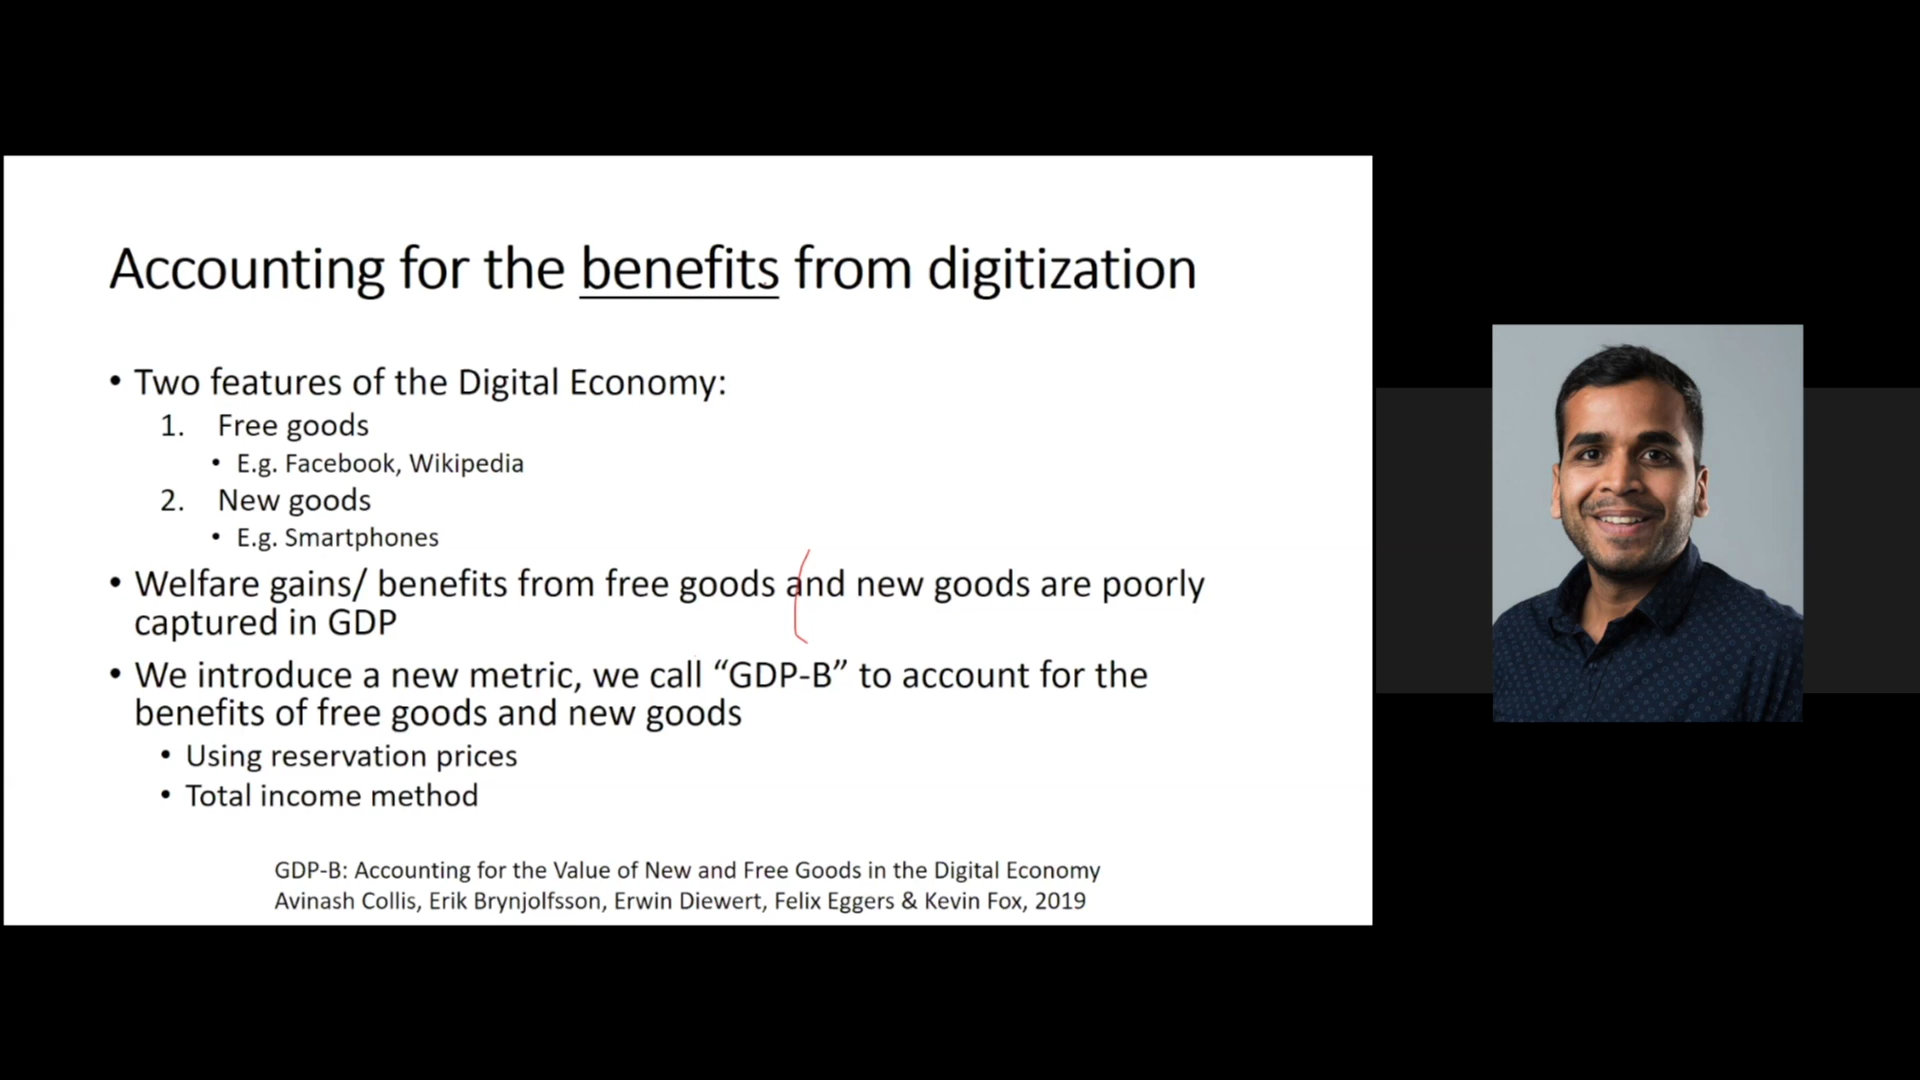 Accounting for the benefits from digitization
• Two features of the Digital Economy:
1. Free goods
• E.g. Facebook, Wikipedia
2. New goods
• E.g. Smartphones
• Welfare gains/ benefits from free goods and new goods are poorly
captured in GDP
• We introduce a new metric, we call “GDP-B” to account for the
benefits of free goods and new goods
• Using reservation prices
• Total income method
GDP-B: Accounting for the Value of New and Free Goods in the Digital Economy
Avinash Collis, Erik Brynjolfsson, Erwin Diewert, Felix Eggers & Kevin Fox, 2019